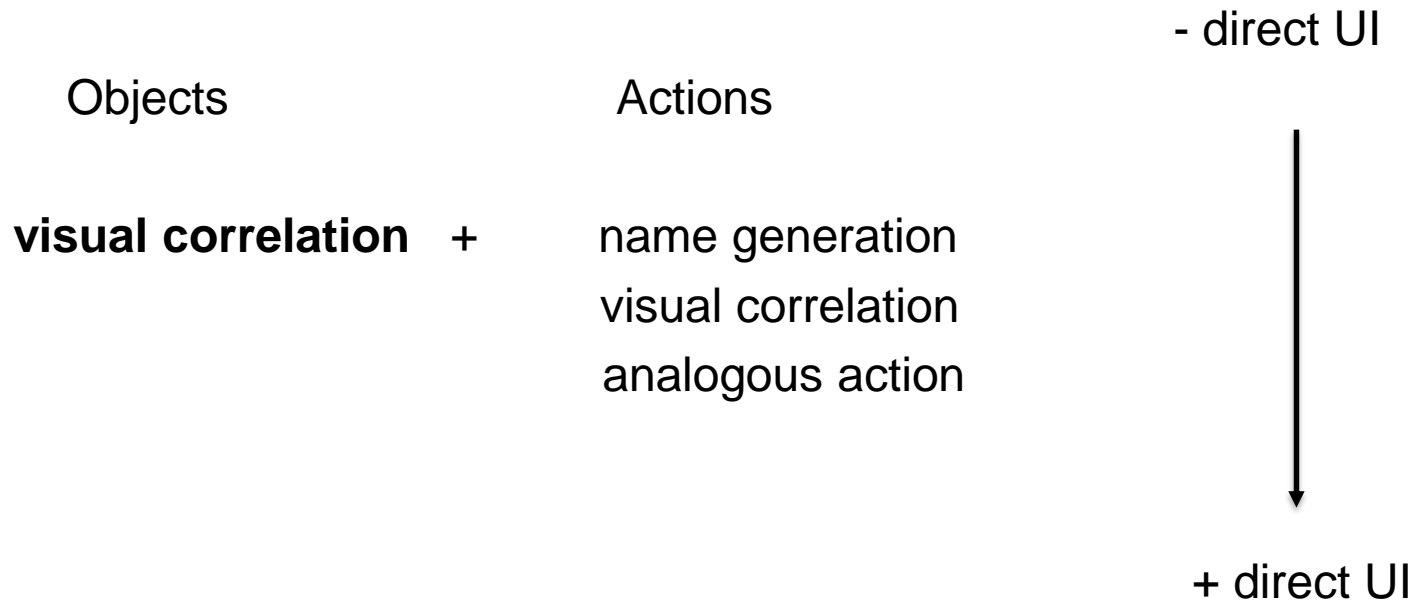 - direct UI
Objects Actions
visual correlation + name generation
visual correlation
analogous action
+ direct UI